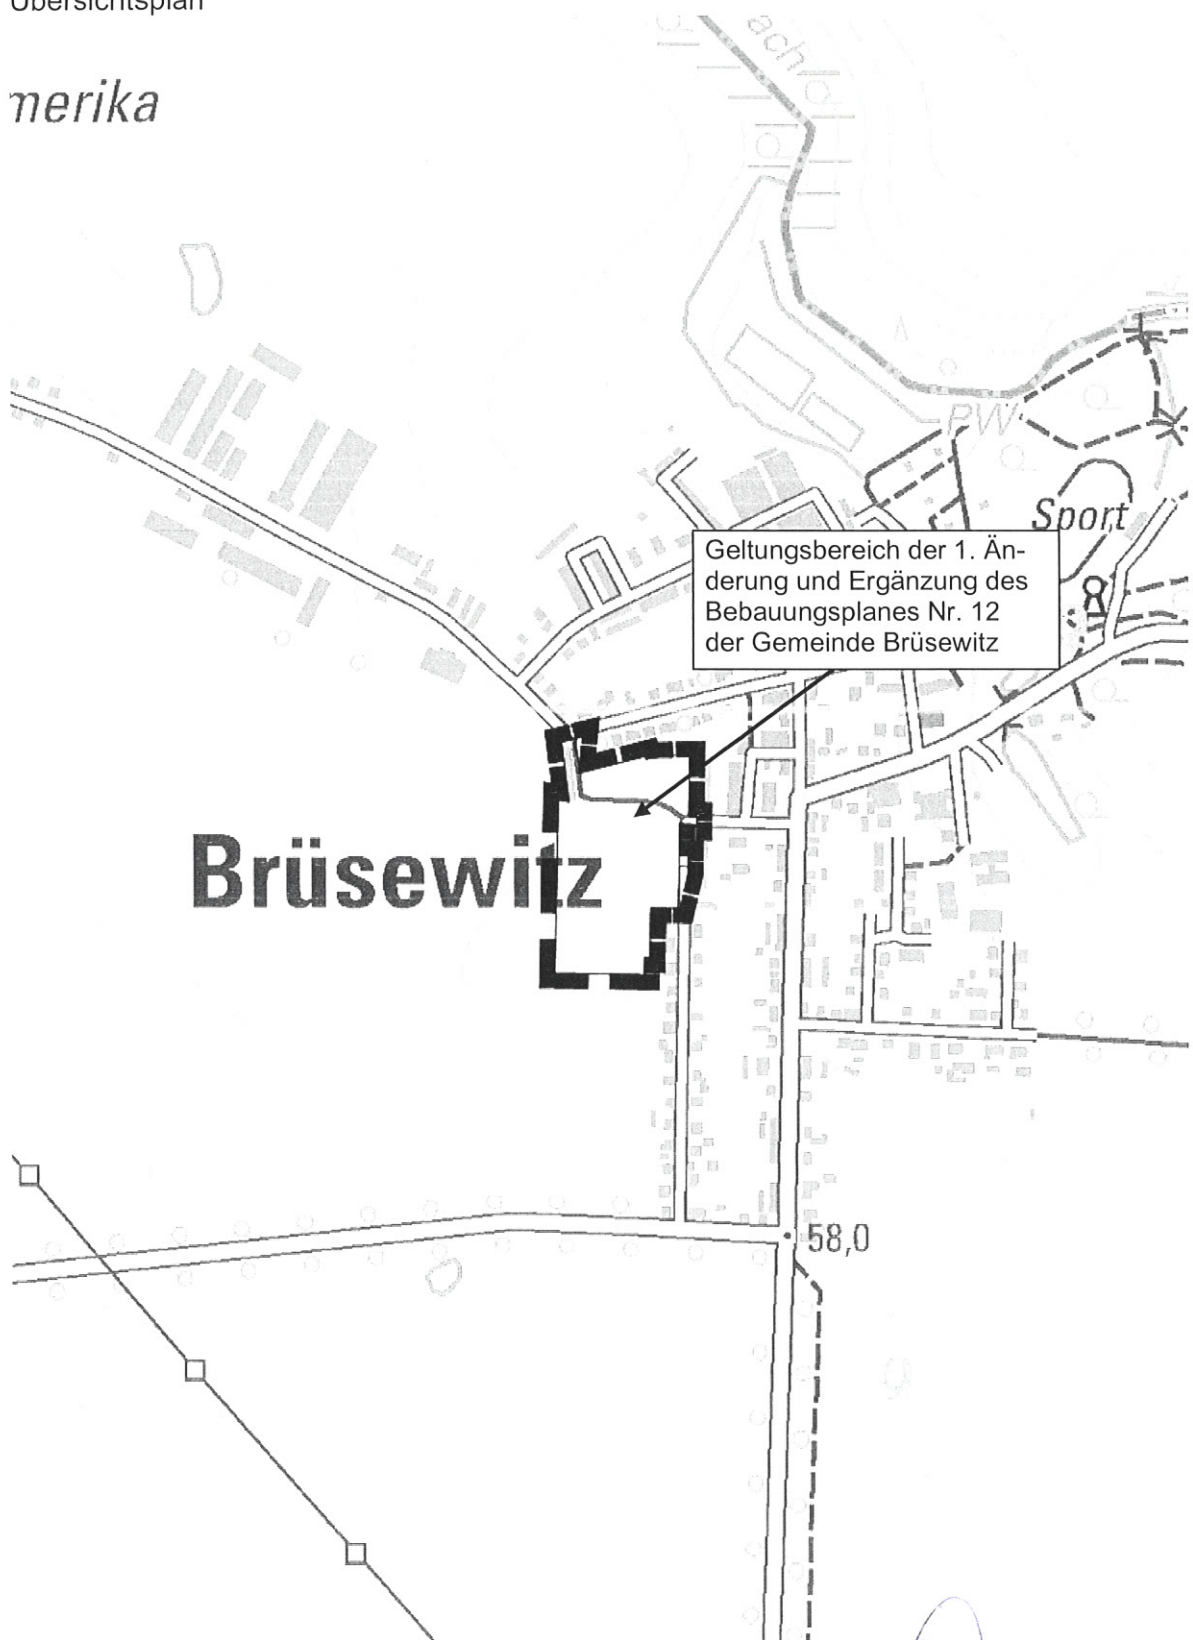 Übersichtsplan
merika
ach
PW
Sport
Geltungsbereich der 1. Än-
derung und Ergänzung des
Bebauungsplanes Nr. 12
der Gemeinde Brüsewitz
Brüsewitz
58,0